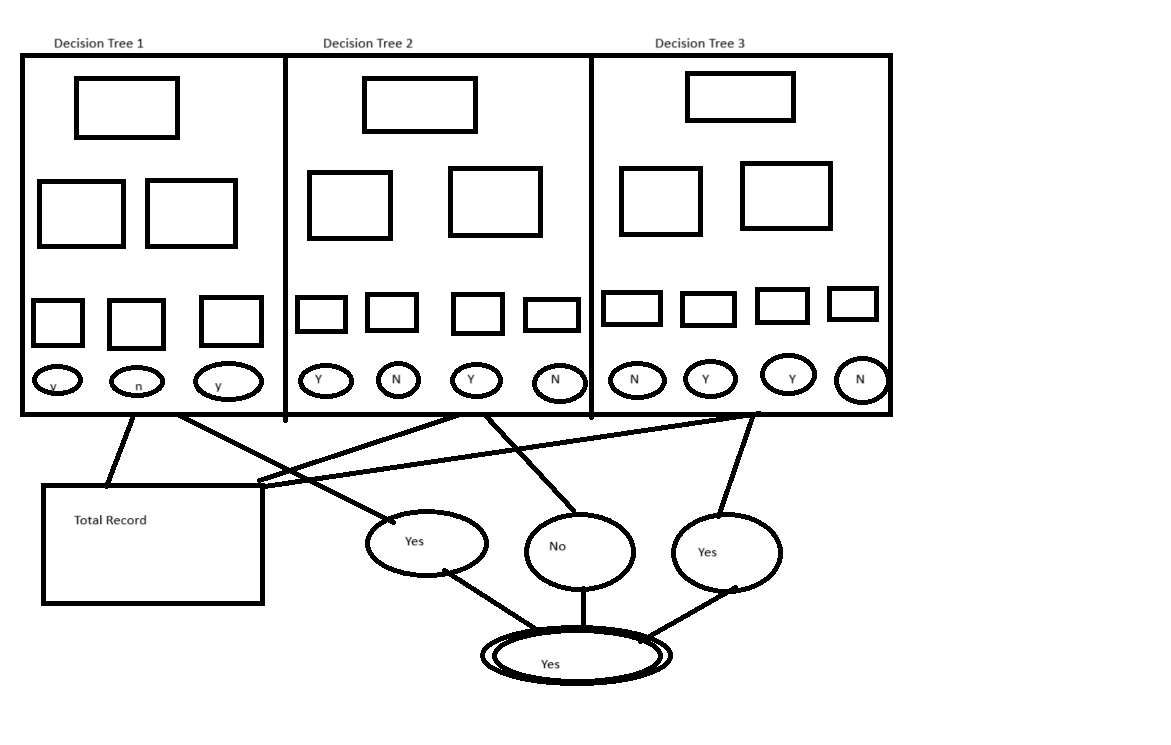 Decision Tree 1
Decision Tree 2
Decision Tree 3
y
n
y
Y
N
Y
N
N
Y
Y
N
Total Record
Yes
No
Yes
Yes